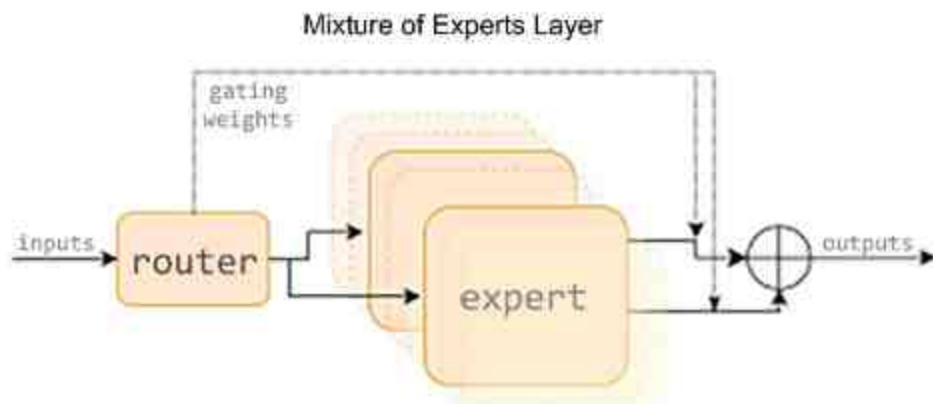 Mixture of Experts Layer
gating
weights
inputs
router
expert
outputs